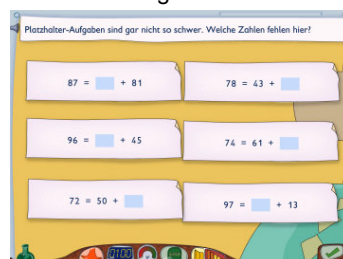 Platzhalter-Aufgaben sind gar nicht so schwer. Welche Zahlen fehlen hier?
87 = + 81
78 = 43 +
96 = + 45
74 = 61 +
72 = 50 +
97 = + 13